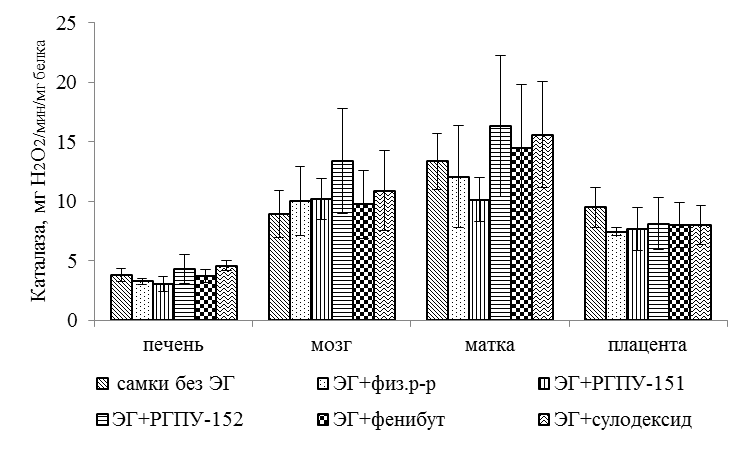 Каталаза, мг H2O2/мин/мг белка
25
20
15
10
5
0
печень мозг матка плацента
самки без ЭГ ЭГ+физ.р-р ЭГ+РГПУ-151
ЭГ+РГПУ-152 ЭГ+фенибут ЭГ+сулодексид